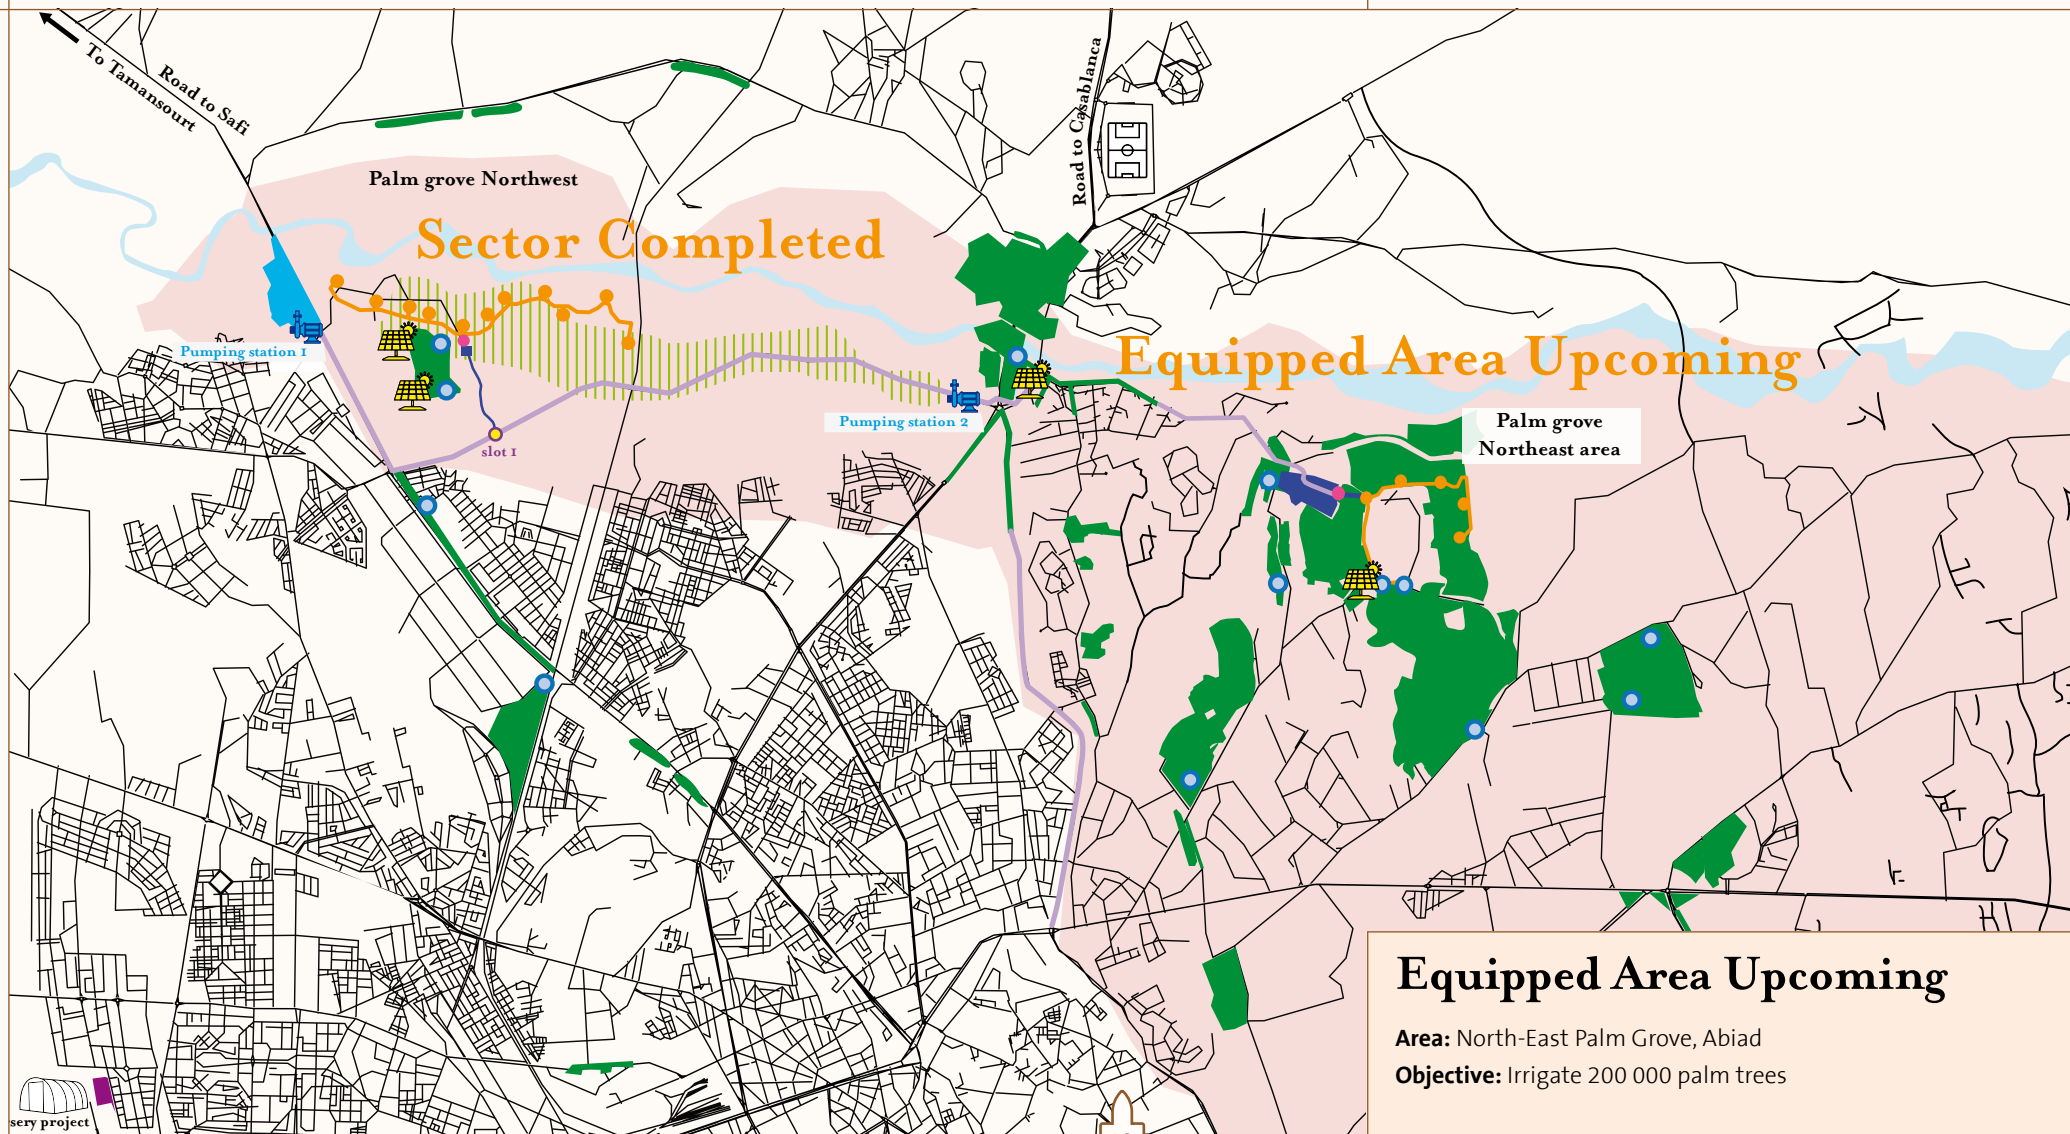 To Tamansourt
Road to Safi
Road to Casablanca
Palm grove Northwest
Sector Completed
Pumping station 1
Equipped Area Upcoming
Pumping station 2
Palm grove
Northeast area
slot 1
Equipped Area Upcoming
Area: North-East Palm Grove, Abiad
Objective: Irrigate 200 000 palm trees
sery project